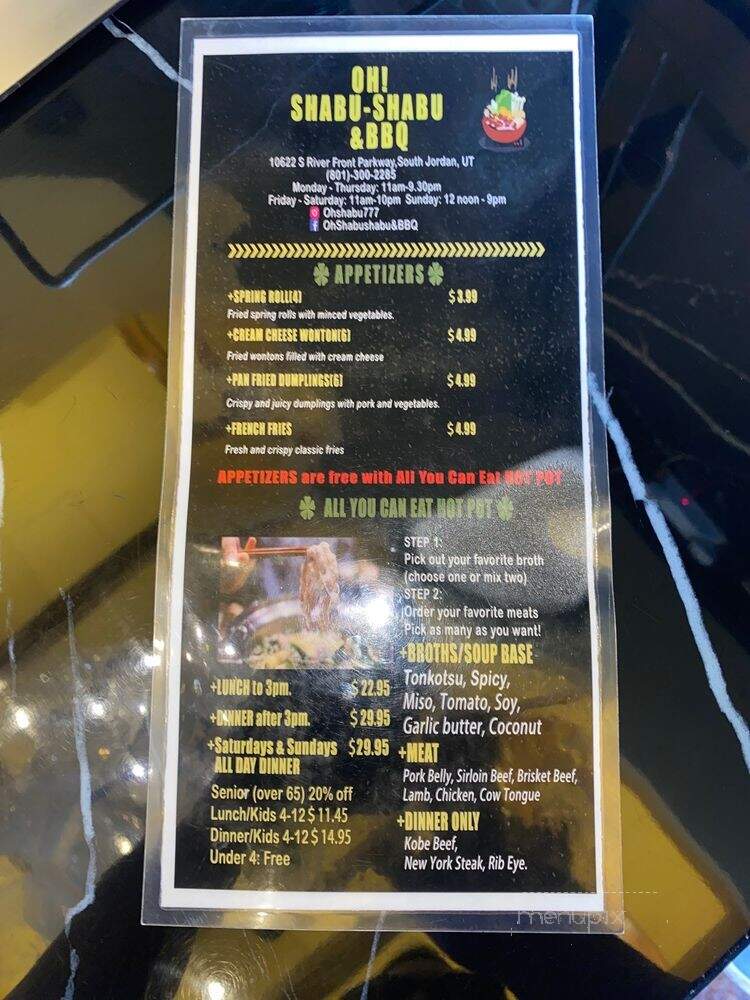 OH!
SHABU-SHABU
&BBQ
10622 S River Front Parkway,South Jordan, UT
(801)-300-2285
Monday - Thursday: 11am-9.30pm
Friday - Saturday: 11am-10pm Sunday: 12 noon - 9pm
Ohshabu777
OhShabushabu&BBQ
APPETIZERS
+SPRING ROLL(4) $3.99
Fried spring rolls with minced vegetables.
+CREAM CHEESE WONTON(6) $4.99
Fried wontons filled with cream cheese
+PAN FRIED DUMPLINGS(6) $4.99
Crispy and juicy dumplings with pork and vegetables.
+FRENCH FRIES $4.99
Fresh and crispy classic fries
APPETIZERS are free with All You Can Eat HOT POT
ALL YOU CAN EAT HOT POT
STEP 1:
Pick out your favorite broth
(choose one or mix two)
STEP 2:
Order your favorite meats
Pick as many as you want!
+BROTHS/SOUP BASE
Tonkotsu, Spicy,
Miso, Tomato, Soy,
Garlic butter, Coconut
+MEAT
Pork Belly, Sirloin Beef, Brisket Beef,
Lamb, Chicken, Cow Tongue
+DINNER ONLY
Kobe Beef,
New York Steak, Rib Eye.
+LUNCH to 3pm. $22.95
+DINNER after 3pm. $29.95
+Saturdays & Sundays $29.95
ALL DAY DINNER
Senior (over 65) 20% off
Lunch/Kids 4-12 $11.45
Dinner/Kids 4-12 $14.95
Under 4: Free
menupix